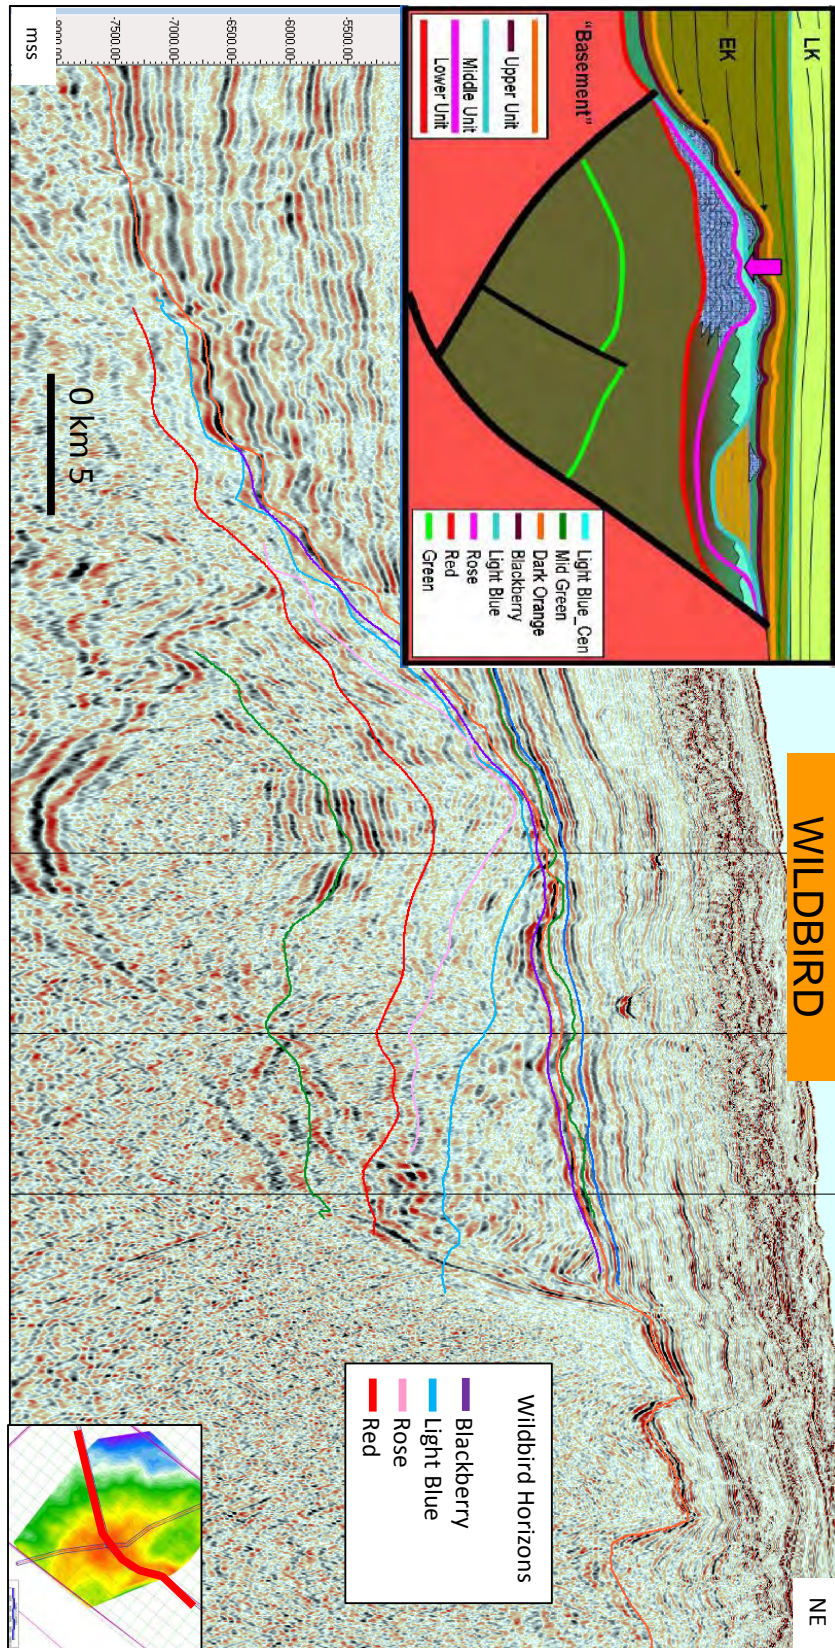 WILDBIRD
NE
LK
EK
"Basement"
Upper Unit
Middle Unit
Lower Unit
Light Blue_Cen
Mid Green
Dark Orange
Blackberry
Light Blue
Rose
Red
Green
-5500.00
-6000.00
-6500.00
-7000.00
-7500.00
mss
0 km 5
Wildbird Horizons
Blackberry
Light Blue
Rose
Red